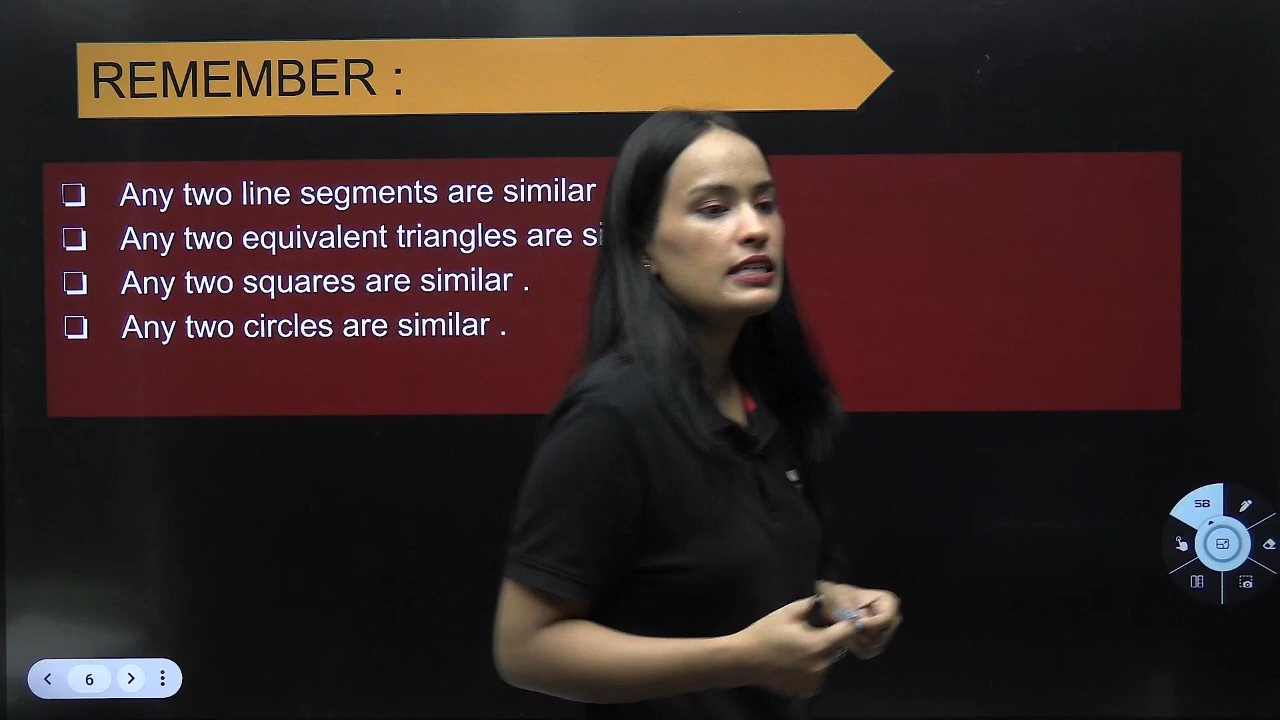 REMEMBER :
❏ Any two line segments are similar
❏ Any two equivalent triangles are si
❏ Any two squares are similar .
❏ Any two circles are similar .
SB
6